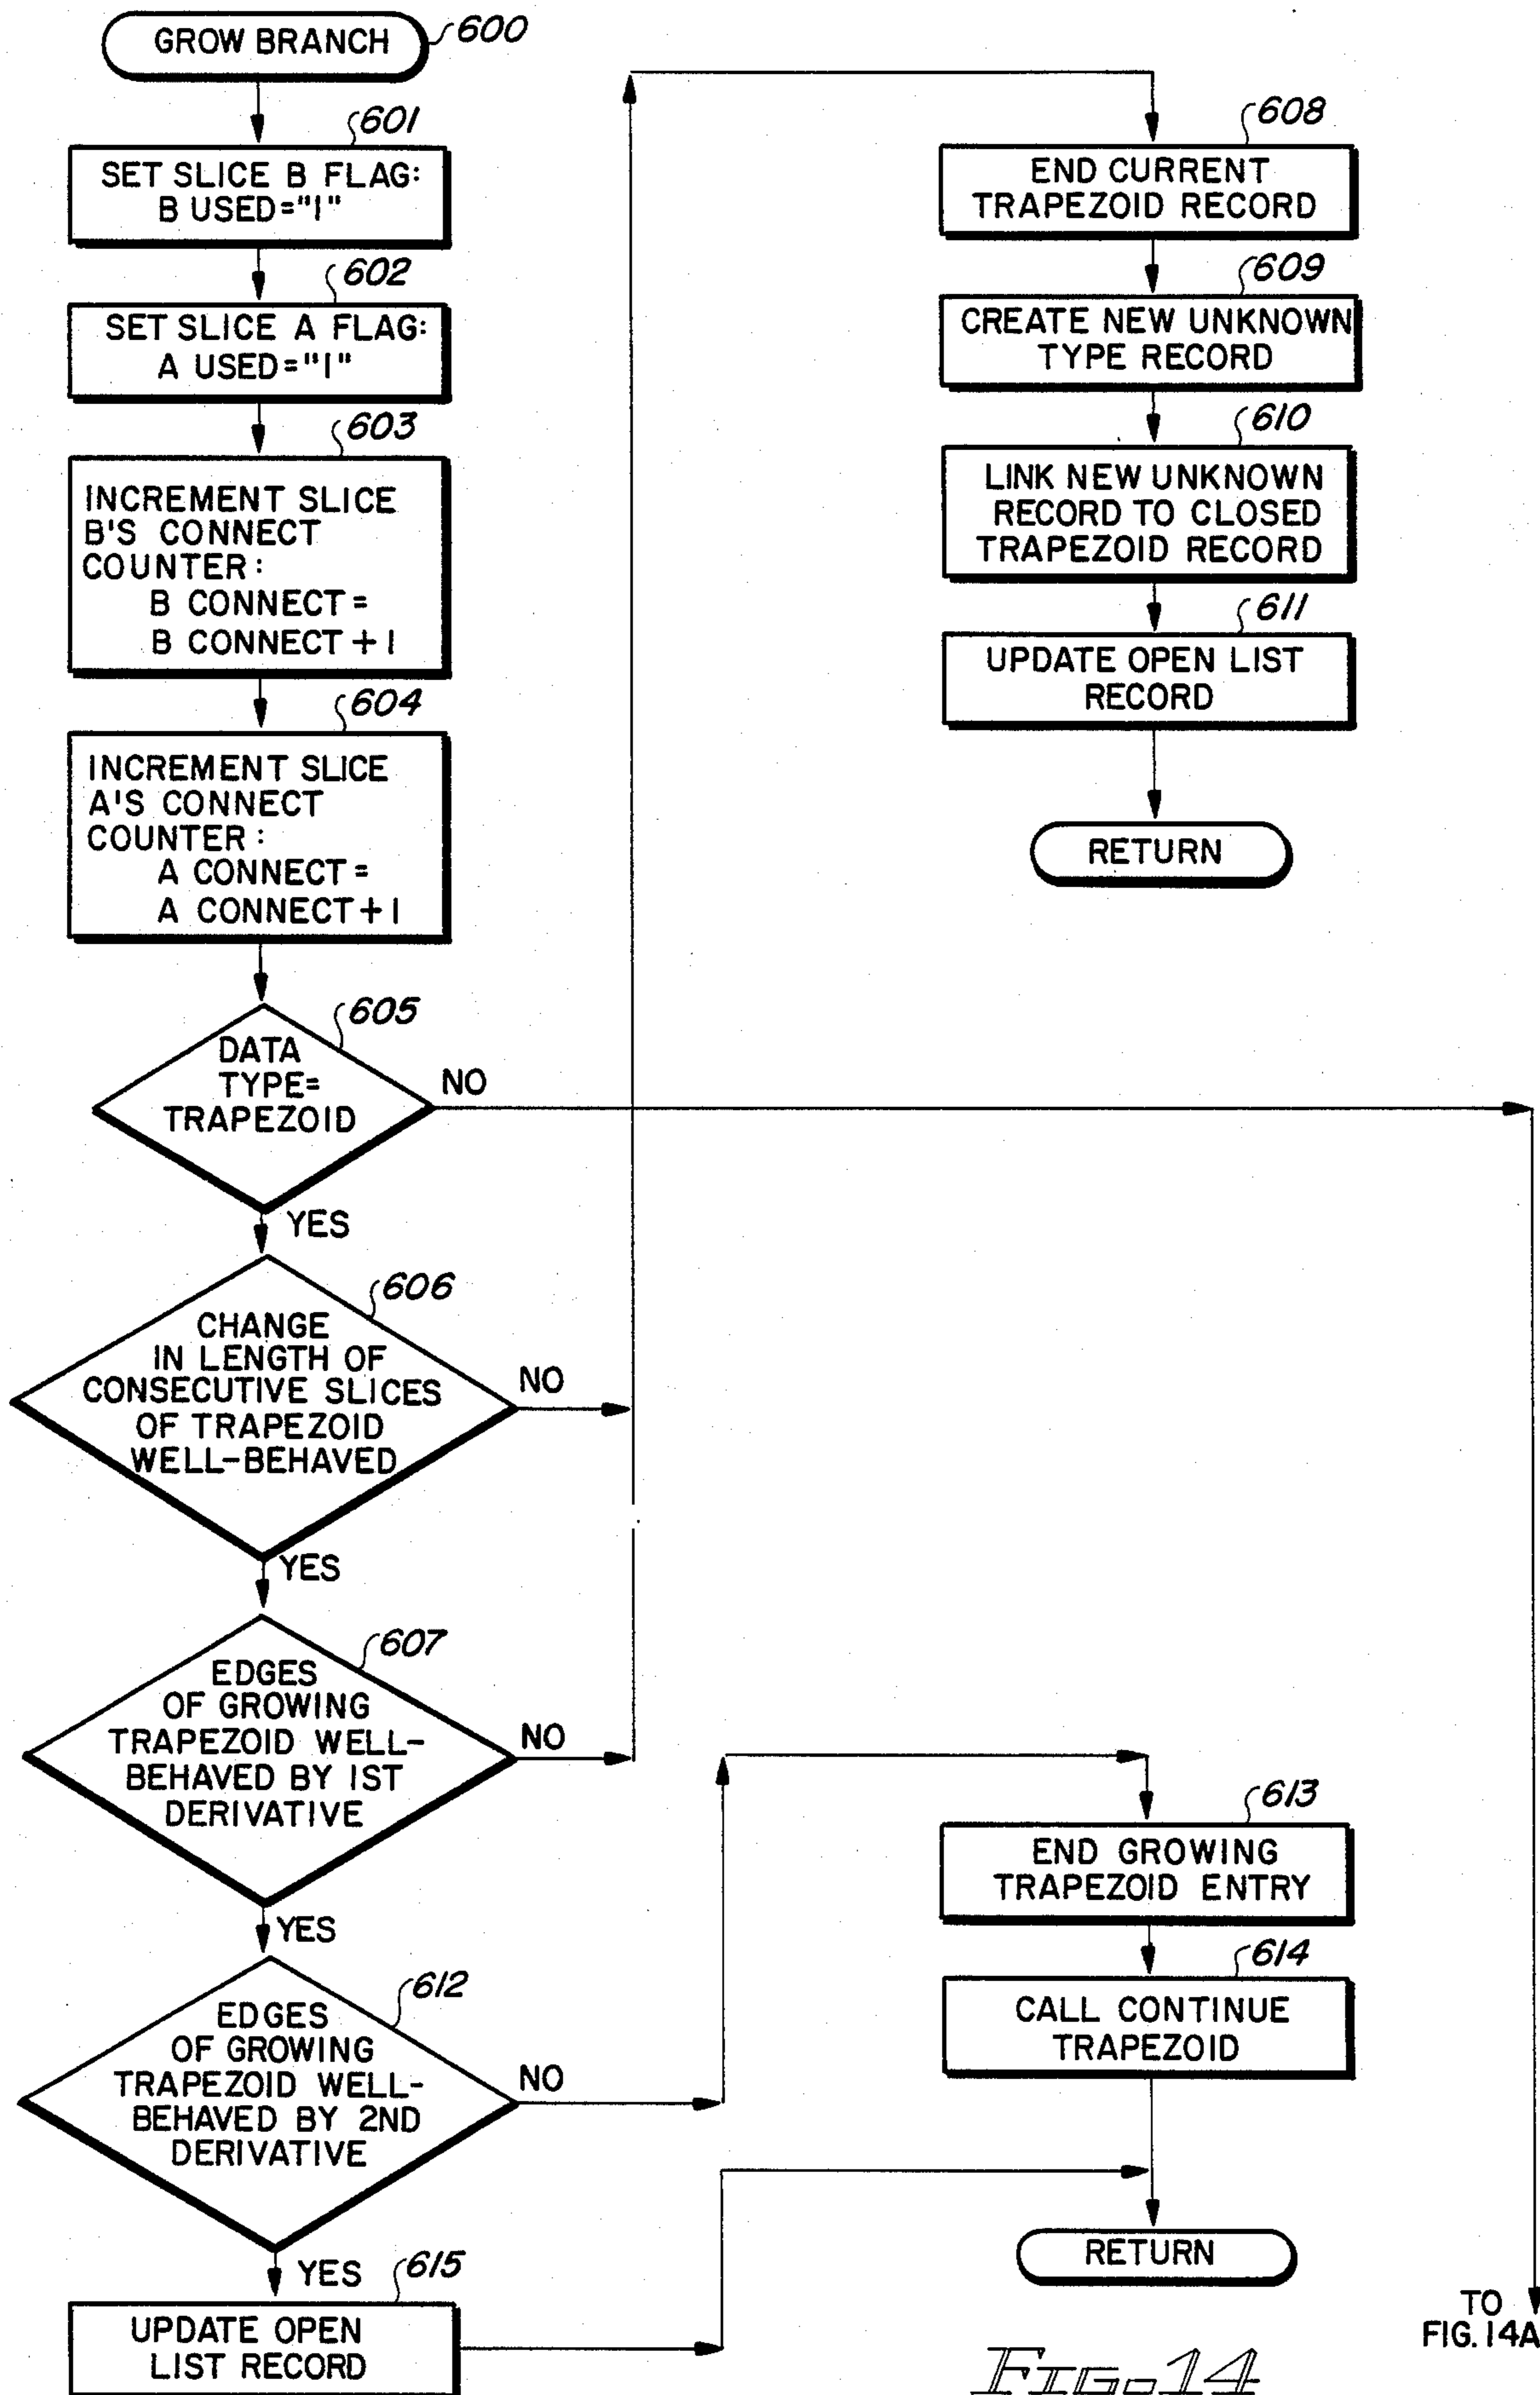 GROW BRANCH
600
601
SET SLICE B FLAG:
B USED="1"
602
SET SLICE A FLAG:
A USED="1"
603
INCREMENT SLICE
B'S CONNECT
COUNTER:
B CONNECT=
B CONNECT+1
604
INCREMENT SLICE
A'S CONNECT
COUNTER:
A CONNECT=
A CONNECT+1
605
DATA
TYPE=
TRAPEZOID
NO
YES
606
CHANGE
IN LENGTH OF
CONSECUTIVE SLICES
OF TRAPEZOID
WELL-BEHAVED
NO
YES
607
EDGES
OF GROWING
TRAPEZOID WELL-
BEHAVED BY 1ST
DERIVATIVE
NO
YES
612
EDGES
OF GROWING
TRAPEZOID WELL-
BEHAVED BY 2ND
DERIVATIVE
NO
YES
615
UPDATE OPEN
LIST RECORD
608
END CURRENT
TRAPEZOID RECORD
609
CREATE NEW UNKNOWN
TYPE RECORD
610
LINK NEW UNKNOWN
RECORD TO CLOSED
TRAPEZOID RECORD
611
UPDATE OPEN LIST
RECORD
RETURN
613
END GROWING
TRAPEZOID ENTRY
614
CALL CONTINUE
TRAPEZOID
RETURN
TO
FIG. 14A
FIG. 14